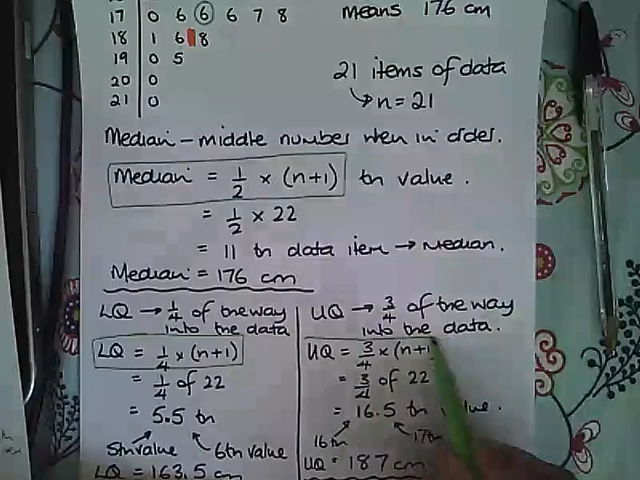 17 | 0 6 6 6 7 8
means 176 cm
18 | 1 6 8
19 | 0 5
20 | 0
21 | 0
21 items of data
↳ n = 21
Median - middle number when in order.
Median = 1/2 × (n+1) th value.
= 1/2 × 22
= 11 th data item → Median.
Median = 176 cm
LQ → 1/4 of the way
into the data
LQ = 1/4 × (n+1)
= 1/4 of 22
= 5.5 th
5th value 6th value
LQ = 163.5 cm
UQ → 3/4 of the way
into the data.
UQ = 3/4 × (n+1
= 3/4 of 22
= 16.5 th value.
16th 17th
UQ = 187 cm